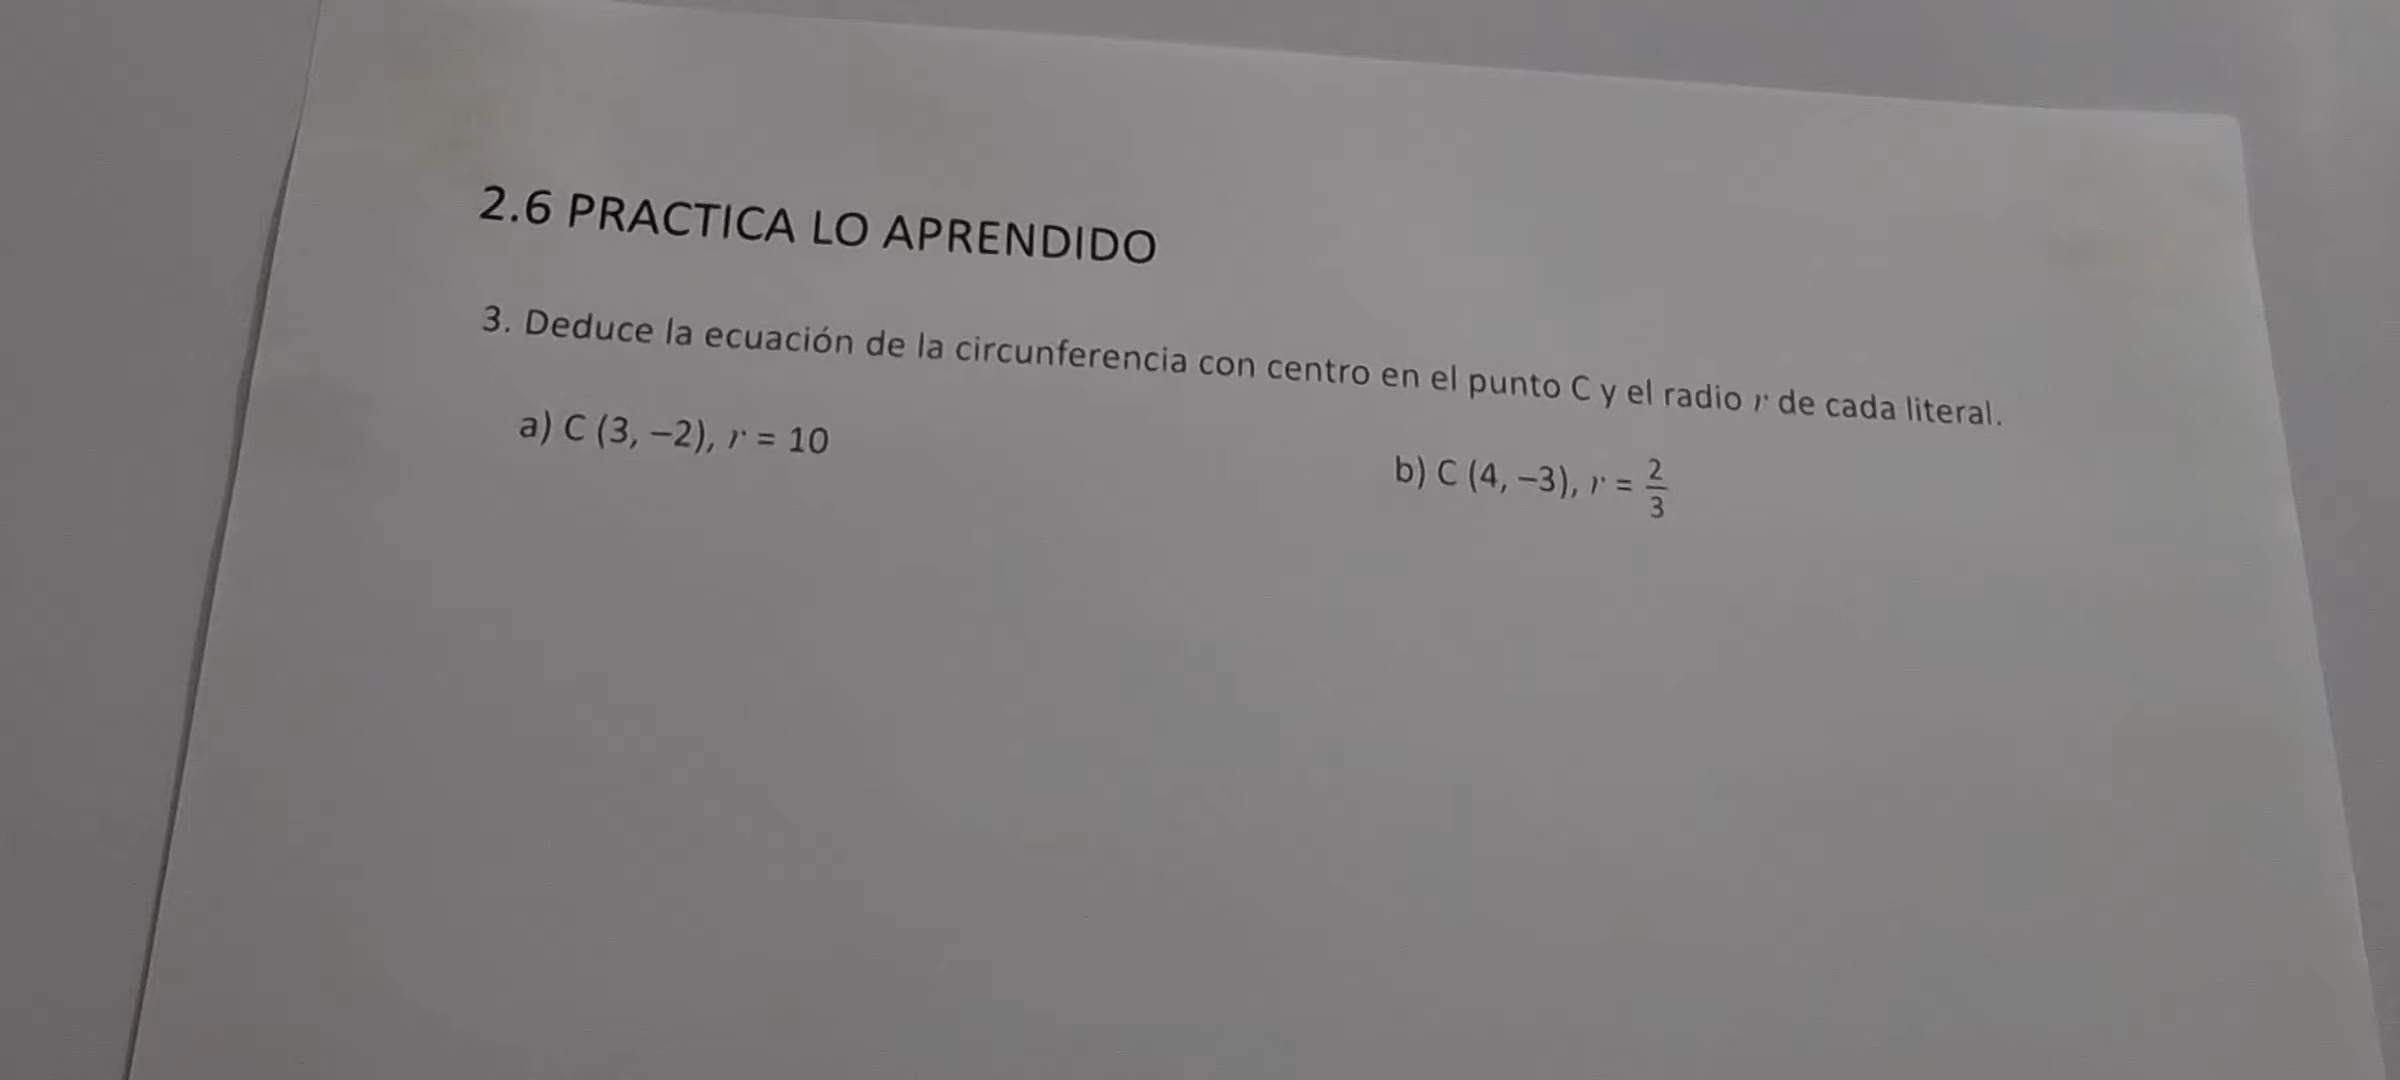 2.6 PRACTICA LO APRENDIDO
3. Deduce la ecuación de la circunferencia con centro en el punto C y el radio r de cada literal.
a) C (3, −2), r = 10
b) C (4, −3), r = 2/3